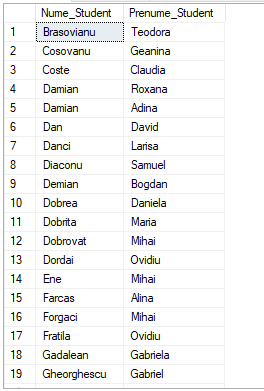 Nume_Student Prenume_Student
1 Brasovianu Teodora
2 Cosovanu Geanina
3 Coste Claudia
4 Damian Roxana
5 Damian Adina
6 Dan David
7 Danci Larisa
8 Diaconu Samuel
9 Demian Bogdan
10 Dobrea Daniela
11 Dobrita Maria
12 Dobrovat Mihai
13 Dordai Ovidiu
14 Ene Mihai
15 Farcas Alina
16 Forgaci Mihai
17 Fratila Ovidiu
18 Gadalean Gabriela
19 Gheorghescu Gabriel